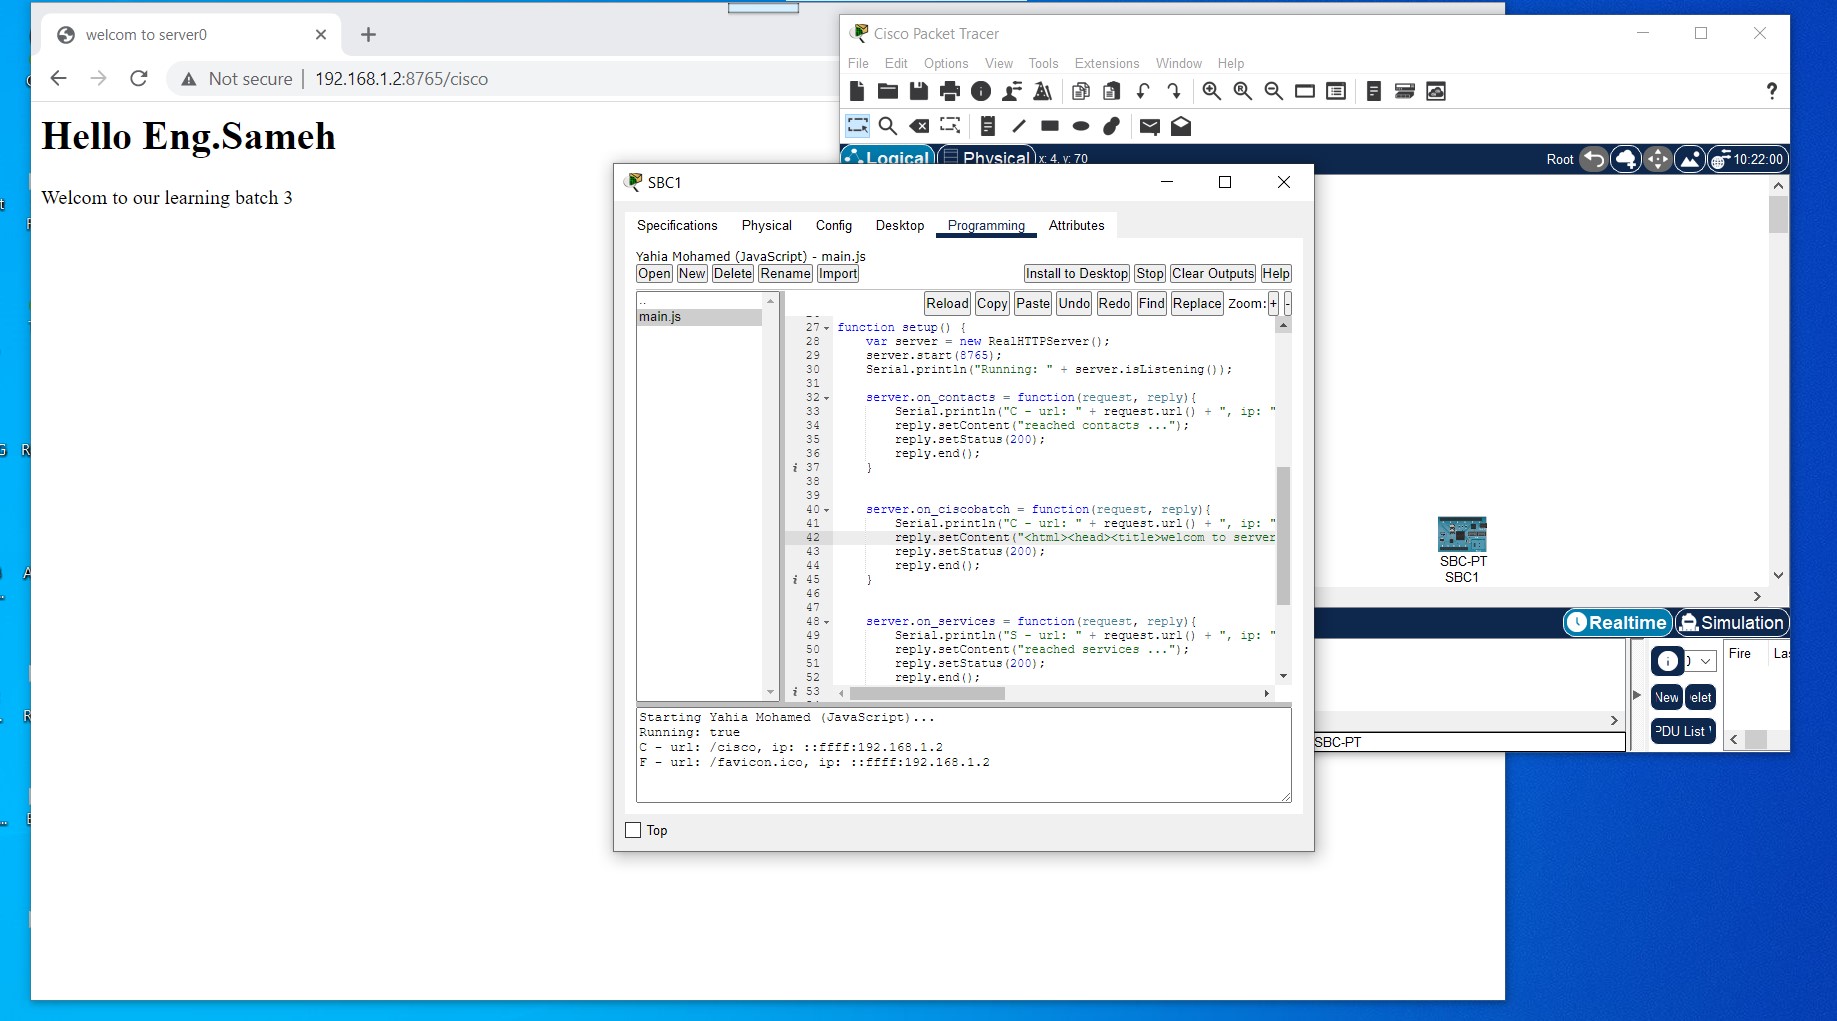 welcom to server0
Not secure | 192.168.1.2:8765/cisco
Hello Eng.Sameh
Welcom to our learning batch 3
Cisco Packet Tracer
File Edit Options View Tools Extensions Window Help
Logical Physical x: 4, y: 70
Root 10:22:00
SBC1
Specifications Physical Config Desktop Programming Attributes
Yahia Mohamed (JavaScript) - main.js
Open New Delete Rename Import Install to Desktop Stop Clear Outputs Help
..
main.js
Reload Copy Paste Undo Redo Find Replace Zoom: + -
27 function setup() {
28 var server = new RealHTTPServer();
29 server.start(8765);
30 Serial.println("Running: " + server.isListening());
31
32 server.on_contacts = function(request, reply){
33 Serial.println("C - url: " + request.url() + ", ip: "
34 reply.setContent("reached contacts ...");
35 reply.setStatus(200);
36 reply.end();
37 }
38
39
40 server.on_ciscobatch = function(request, reply){
41 Serial.println("C - url: " + request.url() + ", ip: "
42 reply.setContent("<html><head><title>welcom to server
43 reply.setStatus(200);
44 reply.end();
45 }
46
47
48 server.on_services = function(request, reply){
49 Serial.println("S - url: " + request.url() + ", ip: "
50 reply.setContent("reached services ...");
51 reply.setStatus(200);
52 reply.end();
53
Starting Yahia Mohamed (JavaScript)...
Running: true
C - url: /cisco, ip: ::ffff:192.168.1.2
F - url: /favicon.ico, ip: ::ffff:192.168.1.2
Top
SBC-PT
SBC1
Realtime Simulation
Fire Las
New elet
PDU List
SBC-PT